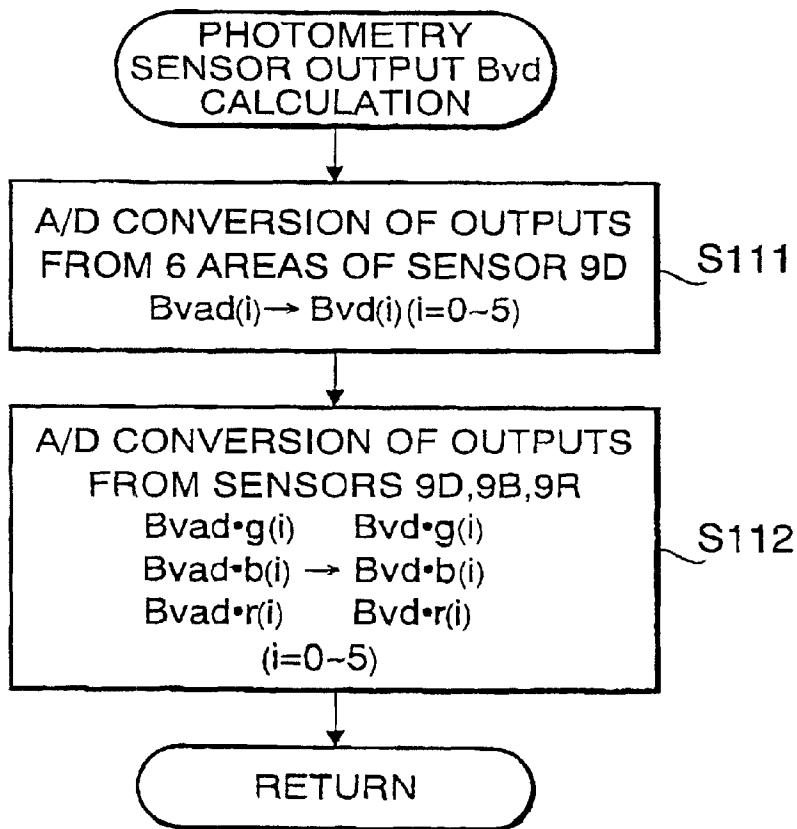 PHOTOMETRY
SENSOR OUTPUT Bvd
CALCULATION
A/D CONVERSION OF OUTPUTS
FROM 6 AREAS OF SENSOR 9D
Bvad(i)→ Bvd(i)(i=0~5)
S111
A/D CONVERSION OF OUTPUTS
FROM SENSORS 9D,9B,9R
Bvad•g(i) Bvd•g(i)
Bvad•b(i) → Bvd•b(i)
Bvad•r(i) Bvd•r(i)
(i=0~5)
S112
RETURN